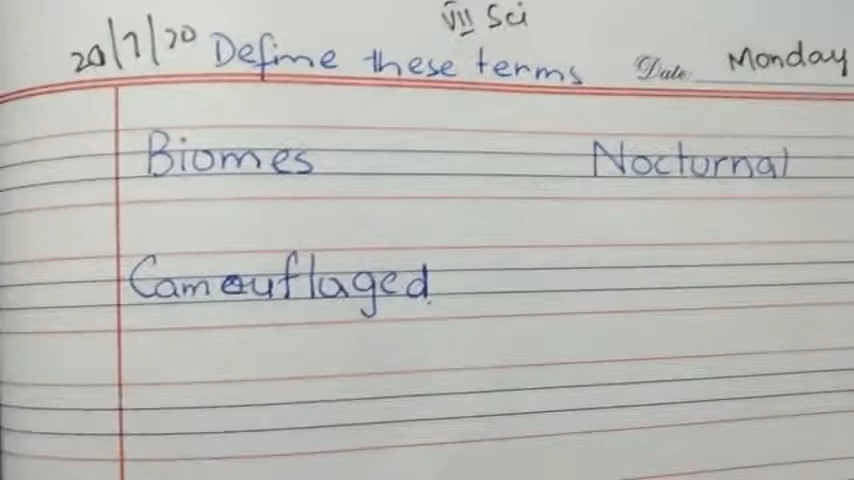 VII Sci
20/7/20 Define these terms Date Monday
Biomes Nocturnal
Camouflaged.